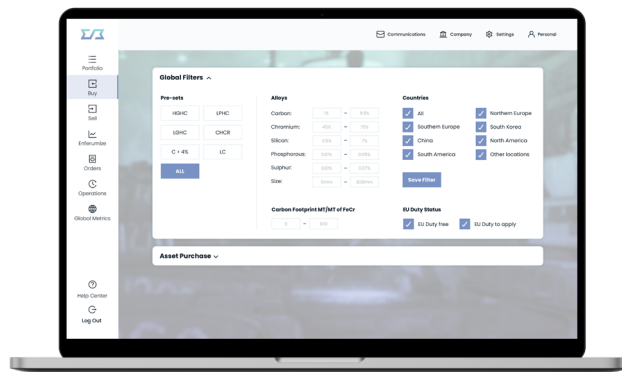 Communications
Company
Settings
Personal
Portfolio
Buy
Sell
Enferumize
Orders
Operations
Global Metrics
Help Center
Log Out
Global Filters
Pre-sets
HGHC
LPHC
LGHC
CHCR
C > 4%
LC
ALL
Alloys
Carbon:
Chromium:
Silicon:
Phosphorous:
Sulphur:
Size:
Carbon Footprint MT/MT of FeCr
Countries
All
Northern Europe
Southern Europe
South Korea
China
North America
South America
Other locations
Save Filter
EU Duty Status
EU Duty free
EU Duty to apply
Asset Purchase